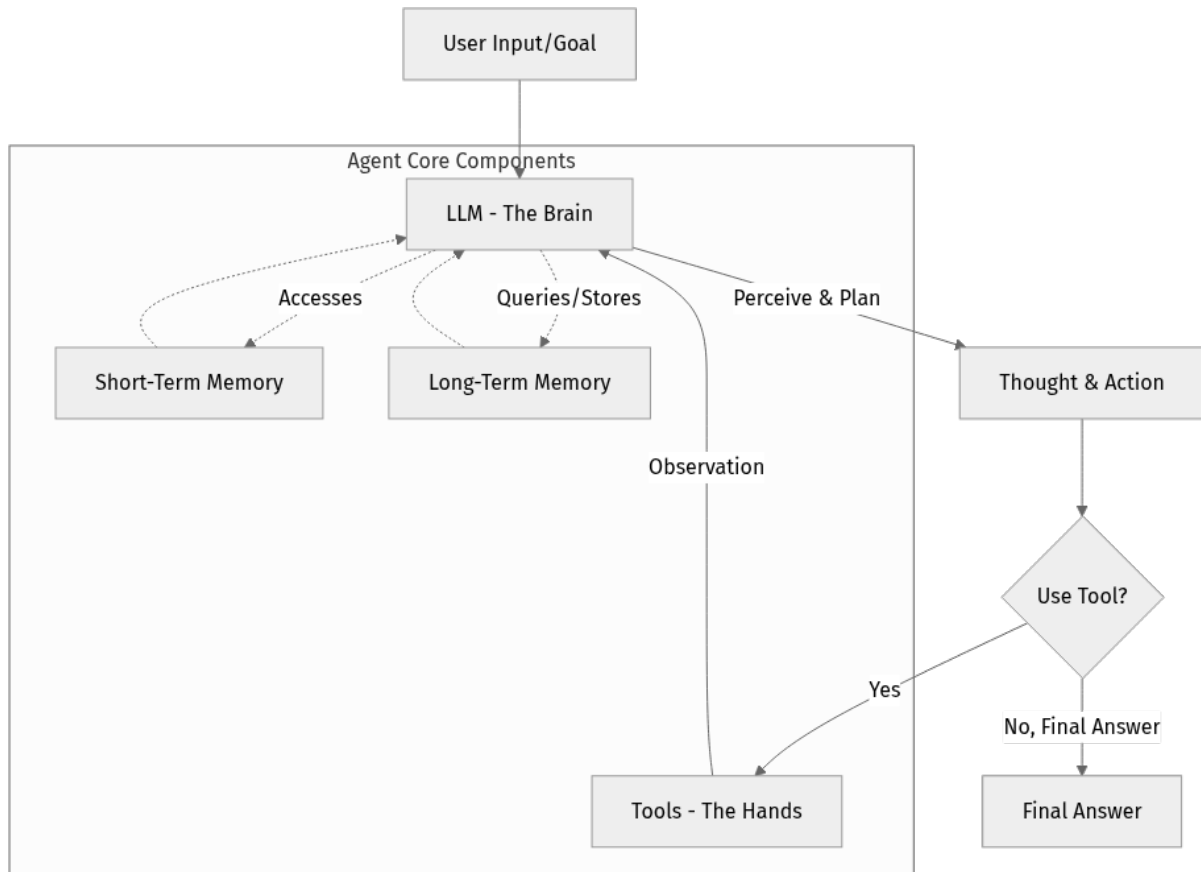 User Input/Goal
Agent Core Components
LLM - The Brain
Accesses
Queries/Stores
Perceive & Plan
Short-Term Memory
Long-Term Memory
Thought & Action
Observation
Use Tool?
Yes
No, Final Answer
Tools - The Hands
Final Answer